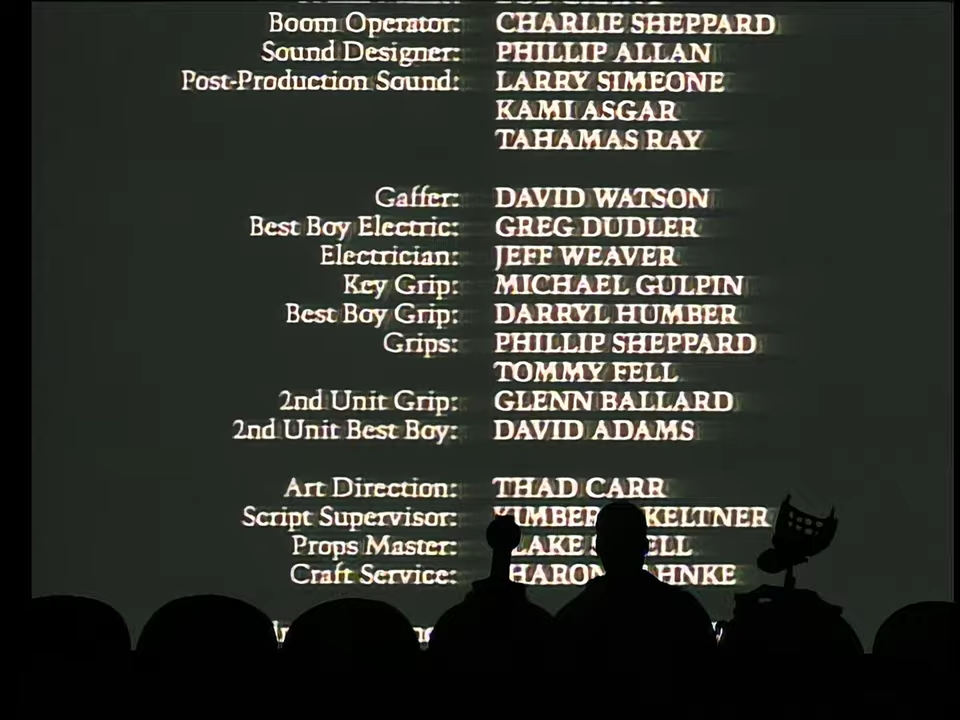 Boom Operator: CHARLIE SHEPPARD
Sound Designer: PHILLIP ALLAN
Post-Production Sound: LARRY SIMEONE
KAMI ASGAR
TAHAMAS RAY
Gaffer: DAVID WATSON
Best Boy Electric: GREG DUDLER
Electrician: JEFF WEAVER
Key Grip: MICHAEL GULPIN
Best Boy Grip: DARRYL HUMBER
Grips: PHILLIP SHEPPARD
TOMMY FELL
2nd Unit Grip: GLENN BALLARD
2nd Unit Best Boy: DAVID ADAMS
Art Direction: THAD CARR
Script Supervisor: KELTNER
Props Master:
Craft Service: